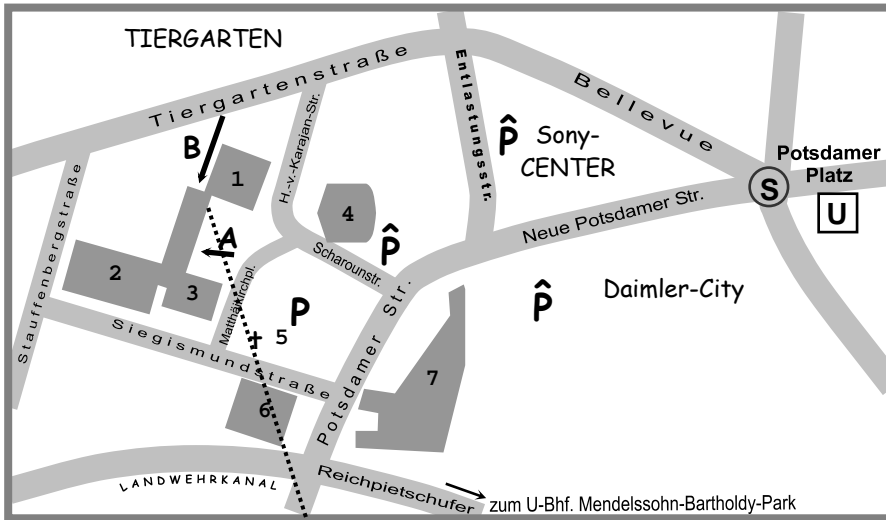 TIERGARTEN
Tiergartenstraße
Bellevue
Entlastungsstr.
H.-v.-Karajan-Str.
B
P̂
Sony-
CENTER
Potsdamer
Platz
S
U
1
4
Neue Potsdamer Str.
Stauffenbergstraße
A
P̂
Scharounstr.
2
3
Matthäikirchpl.
P
P̂
Daimler-City
5
Siegismundstraße
Potsdamer Str.
7
6
LANDWEHRKANAL
Reichpietschufer
zum U-Bhf. Mendelssohn-Bartholdy-Park